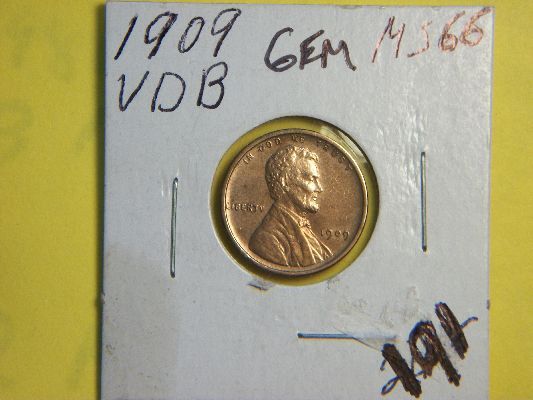 1909 GEM MS66
VDB
IN GOD WE TRUST
LIBERTY
1909